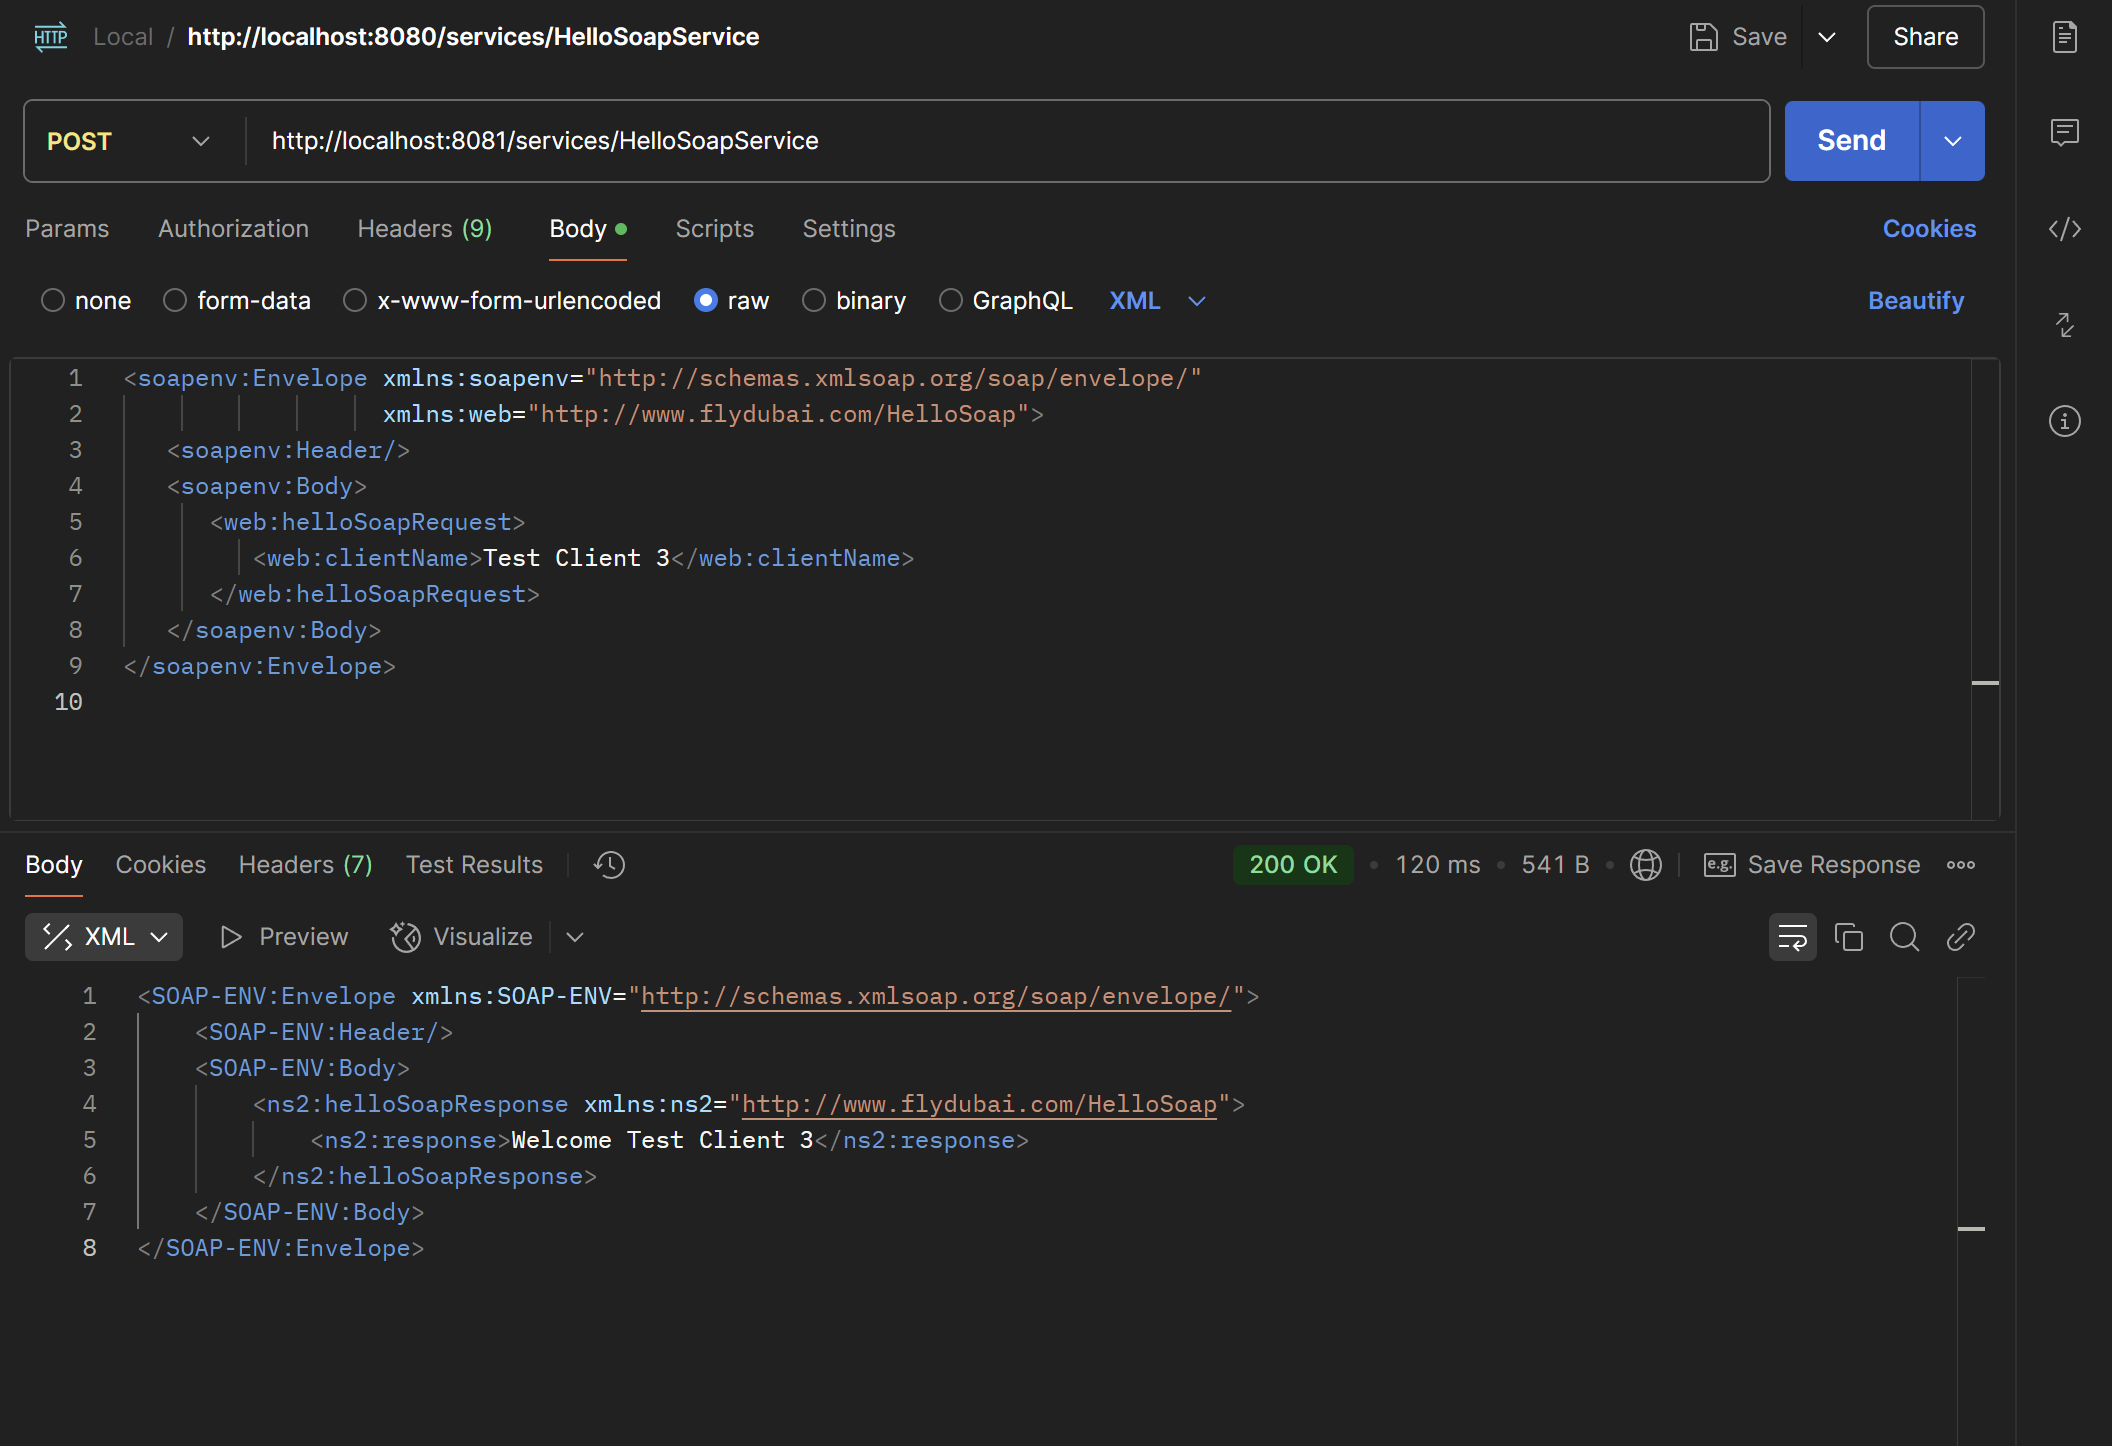 HTTP Local / http://localhost:8080/services/HelloSoapService Save Share
POST http://localhost:8081/services/HelloSoapService Send
Params Authorization Headers (9) Body Scripts Settings Cookies
none form-data x-www-form-urlencoded raw binary GraphQL XML Beautify
1 <soapenv:Envelope xmlns:soapenv="http://schemas.xmlsoap.org/soap/envelope/"
2 xmlns:web="http://www.flydubai.com/HelloSoap">
3 <soapenv:Header/>
4 <soapenv:Body>
5 <web:helloSoapRequest>
6 <web:clientName>Test Client 3</web:clientName>
7 </web:helloSoapRequest>
8 </soapenv:Body>
9 </soapenv:Envelope>
10
Body Cookies Headers (7) Test Results 200 OK • 120 ms • 541 B • e.g. Save Response
XML Preview Visualize
1 <SOAP-ENV:Envelope xmlns:SOAP-ENV="http://schemas.xmlsoap.org/soap/envelope/">
2 <SOAP-ENV:Header/>
3 <SOAP-ENV:Body>
4 <ns2:helloSoapResponse xmlns:ns2="http://www.flydubai.com/HelloSoap">
5 <ns2:response>Welcome Test Client 3</ns2:response>
6 </ns2:helloSoapResponse>
7 </SOAP-ENV:Body>
8 </SOAP-ENV:Envelope>